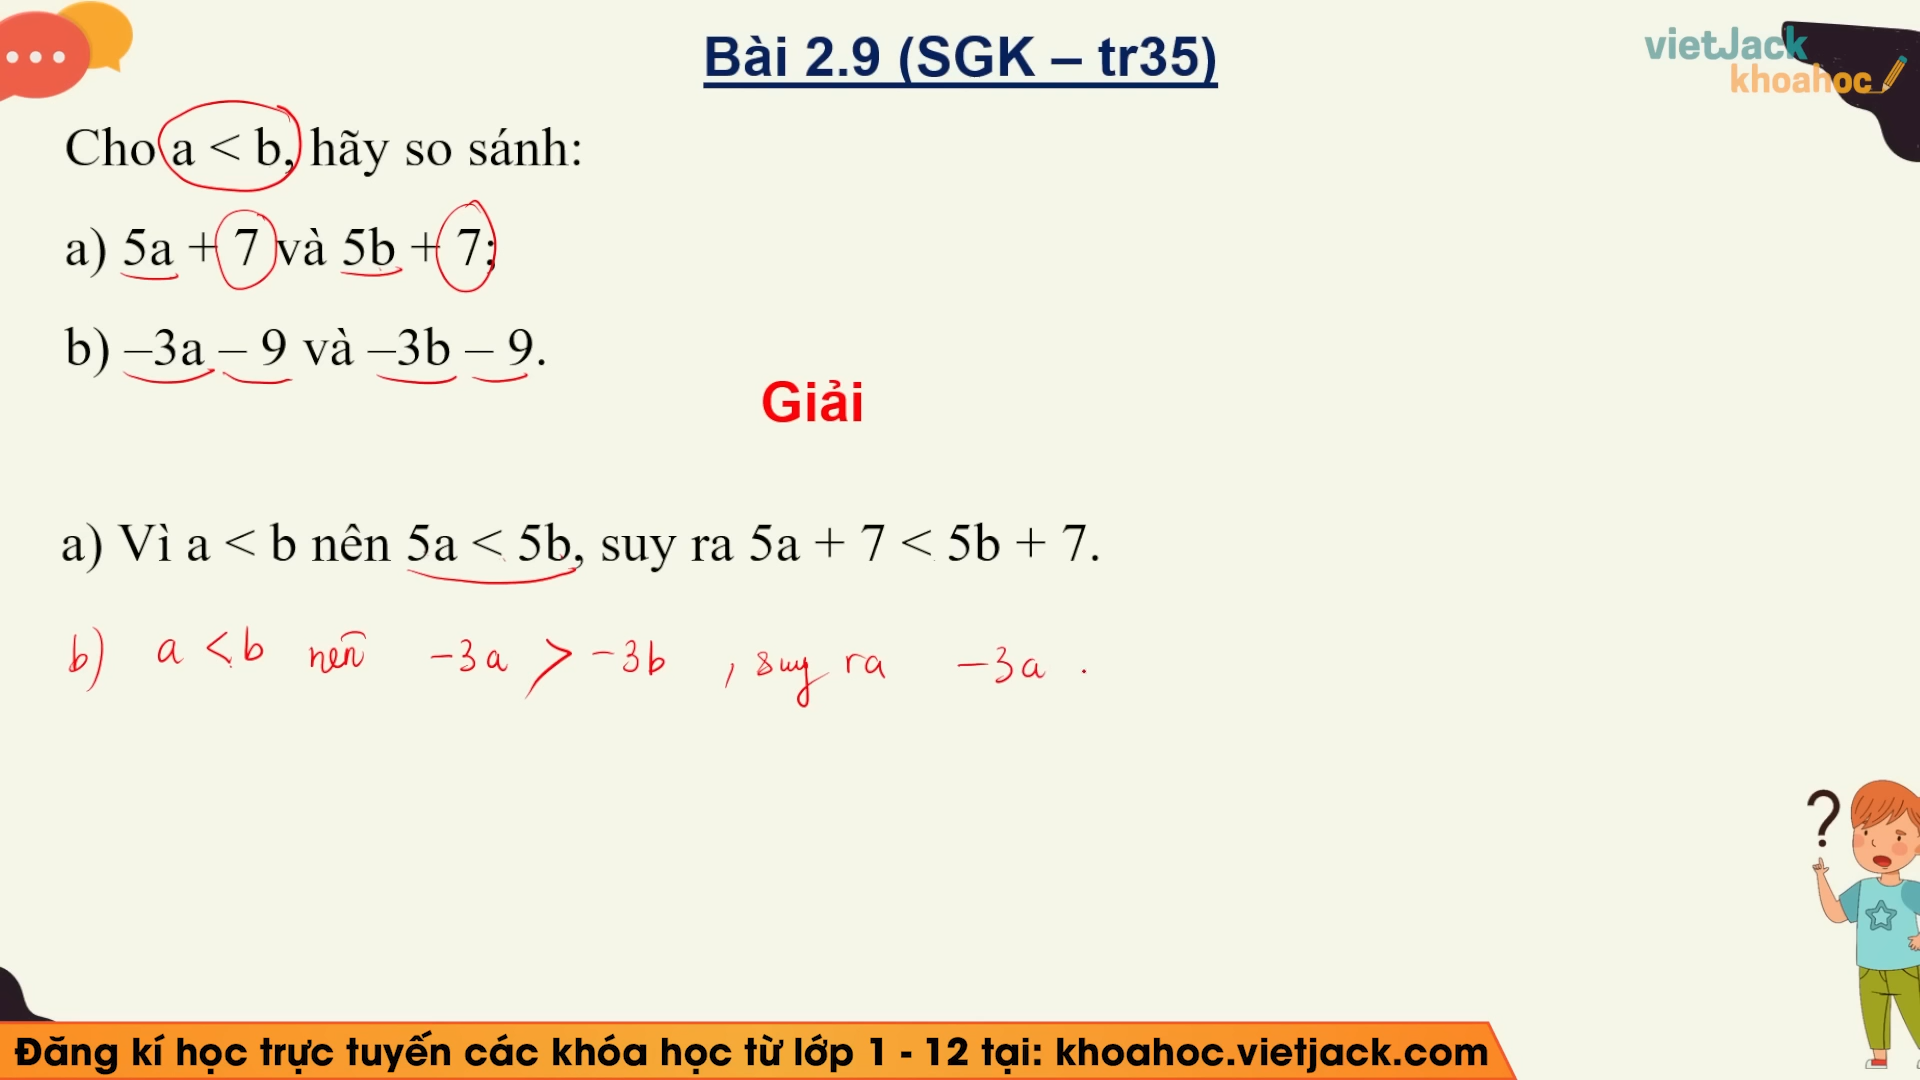 Bài 2.9 (SGK – tr35)
vietJack
khoahoc
Cho a < b, hãy so sánh:
a) 5a + 7 và 5b + 7;
b) –3a – 9 và –3b – 9.
Giải
a) Vì a < b nên 5a < 5b, suy ra 5a + 7 < 5b + 7.
b) a < b nên -3a > -3b , suy ra -3a .
?
Đăng kí học trực tuyến các khóa học từ lớp 1 - 12 tại: khoahoc.vietjack.com